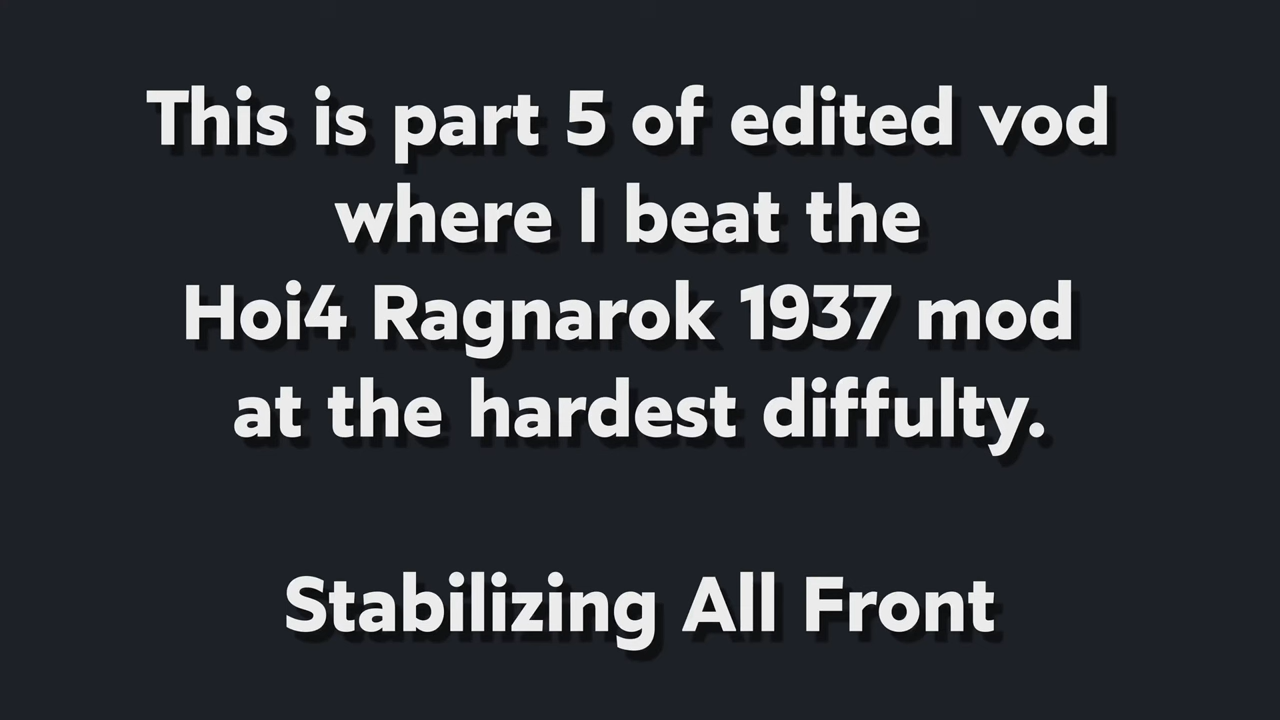 This is part 5 of edited vod
where I beat the
Hoi4 Ragnarok 1937 mod
at the hardest diffulty.
Stabilizing All Front